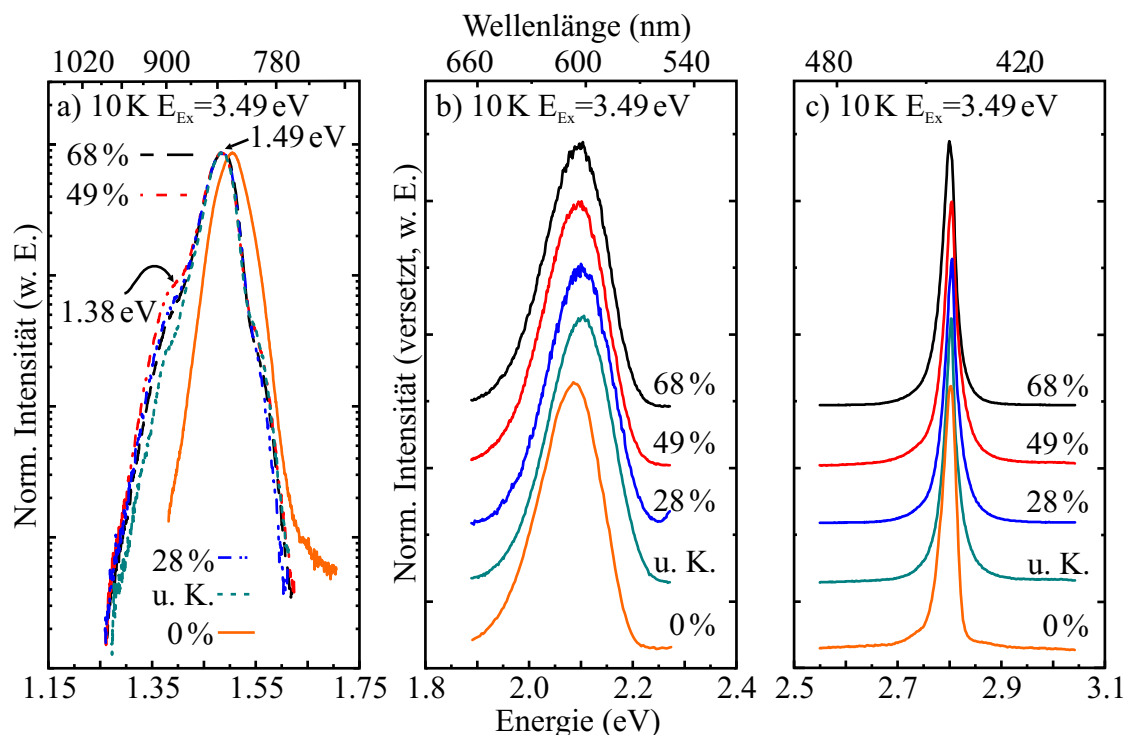 Wellenlänge (nm)
1020 900 780 660 600 540 480 420
a) 10 K E_Ex=3.49 eV
b) 10 K E_Ex=3.49 eV
c) 10 K E_Ex=3.49 eV
1.49 eV
68 %
49 %
1.38 eV
28 %
u. K.
0 %
68 %
49 %
28 %
u. K.
0 %
68 %
49 %
28 %
u. K.
0 %
Norm. Intensität (w. E.)
Norm. Intensität (versetzt, w. E.)
1.15 1.35 1.55 1.75 1.8 2.0 2.2 2.4 2.5 2.7 2.9 3.1
Energie (eV)